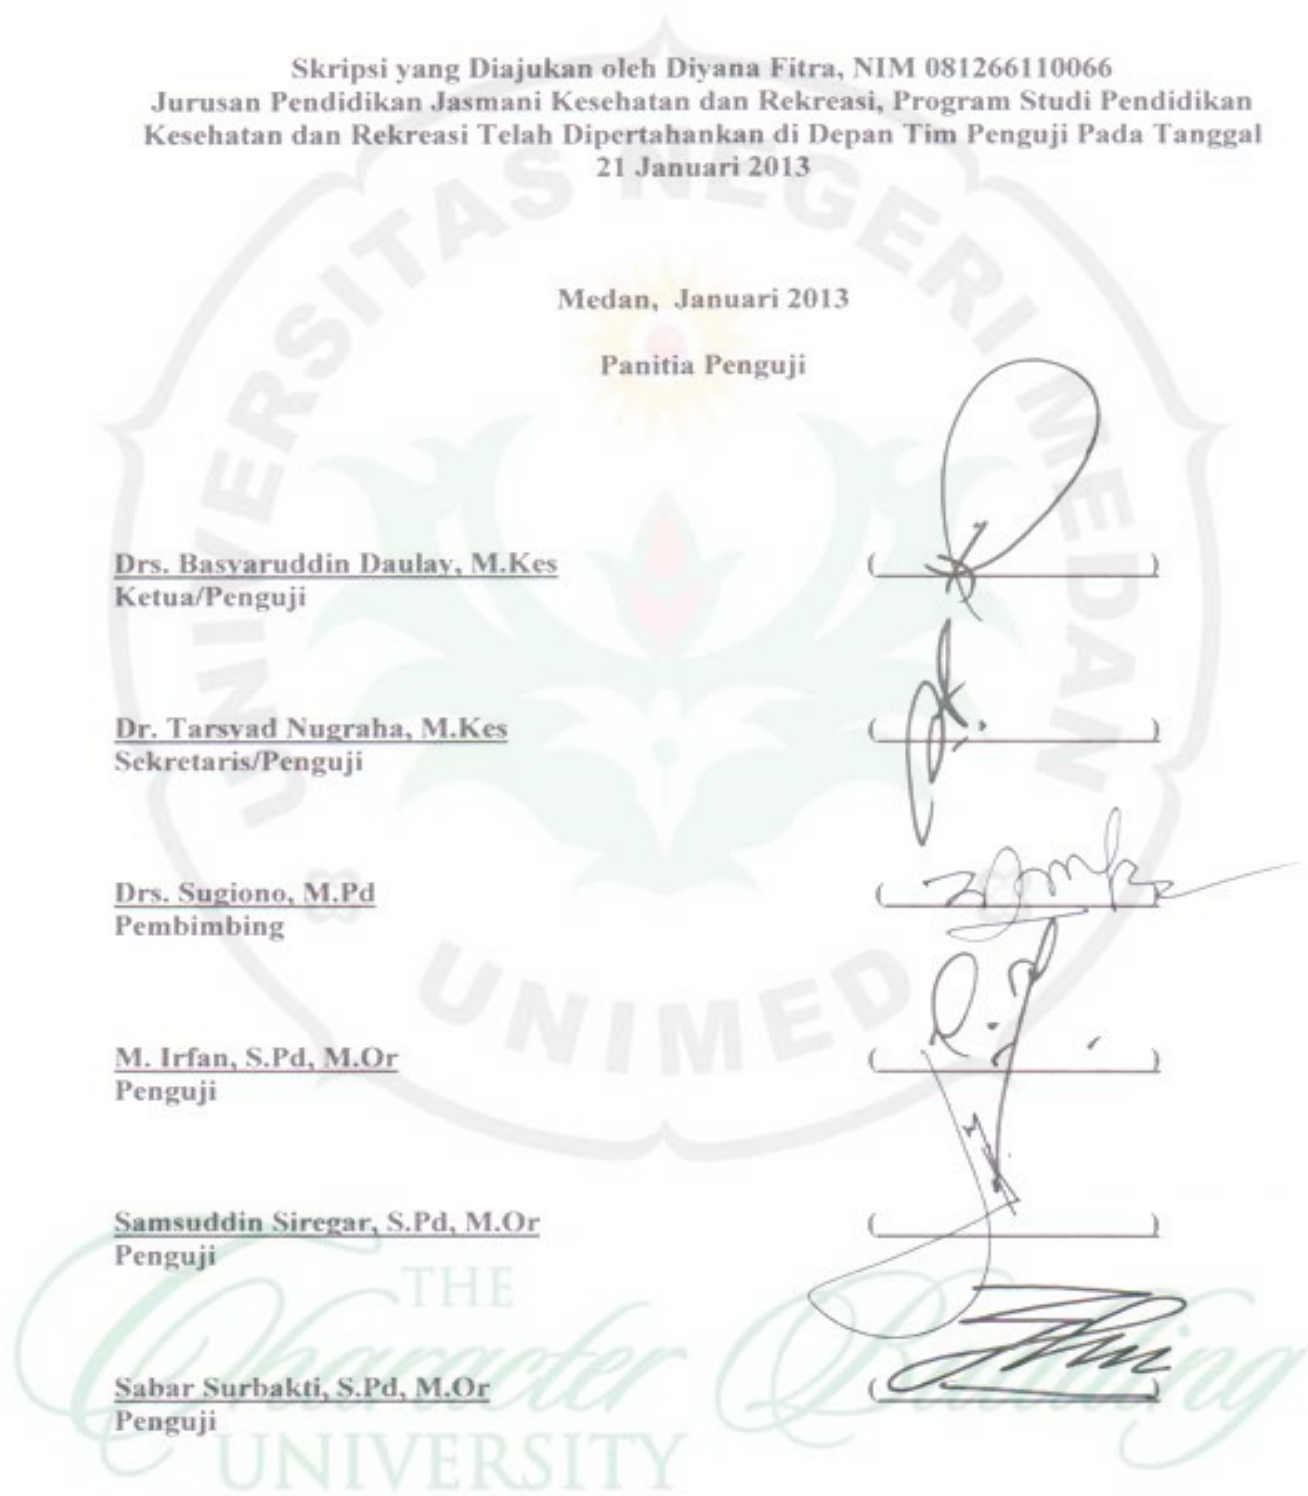 Skripsi yang Diajukan oleh Diyana Fitra, NIM 081266110066
Jurusan Pendidikan Jasmani Kesehatan dan Rekreasi, Program Studi Pendidikan
Kesehatan dan Rekreasi Telah Dipertahankan di Depan Tim Penguji Pada Tanggal
21 Januari 2013
Medan, Januari 2013
Panitia Penguji
Drs. Basyaruddin Daulay, M.Kes ( )
Ketua/Penguji
Dr. Tarsyad Nugraha, M.Kes ( )
Sekretaris/Penguji
Drs. Sugiono, M.Pd ( )
Pembimbing
M. Irfan, S.Pd, M.Or ( )
Penguji
Samsuddin Siregar, S.Pd, M.Or ( )
Penguji
Sabar Surbakti, S.Pd, M.Or ( )
Penguji
UNIVERSITAS NEGERI MEDAN
UNIMED
THE
Character Building
UNIVERSITY